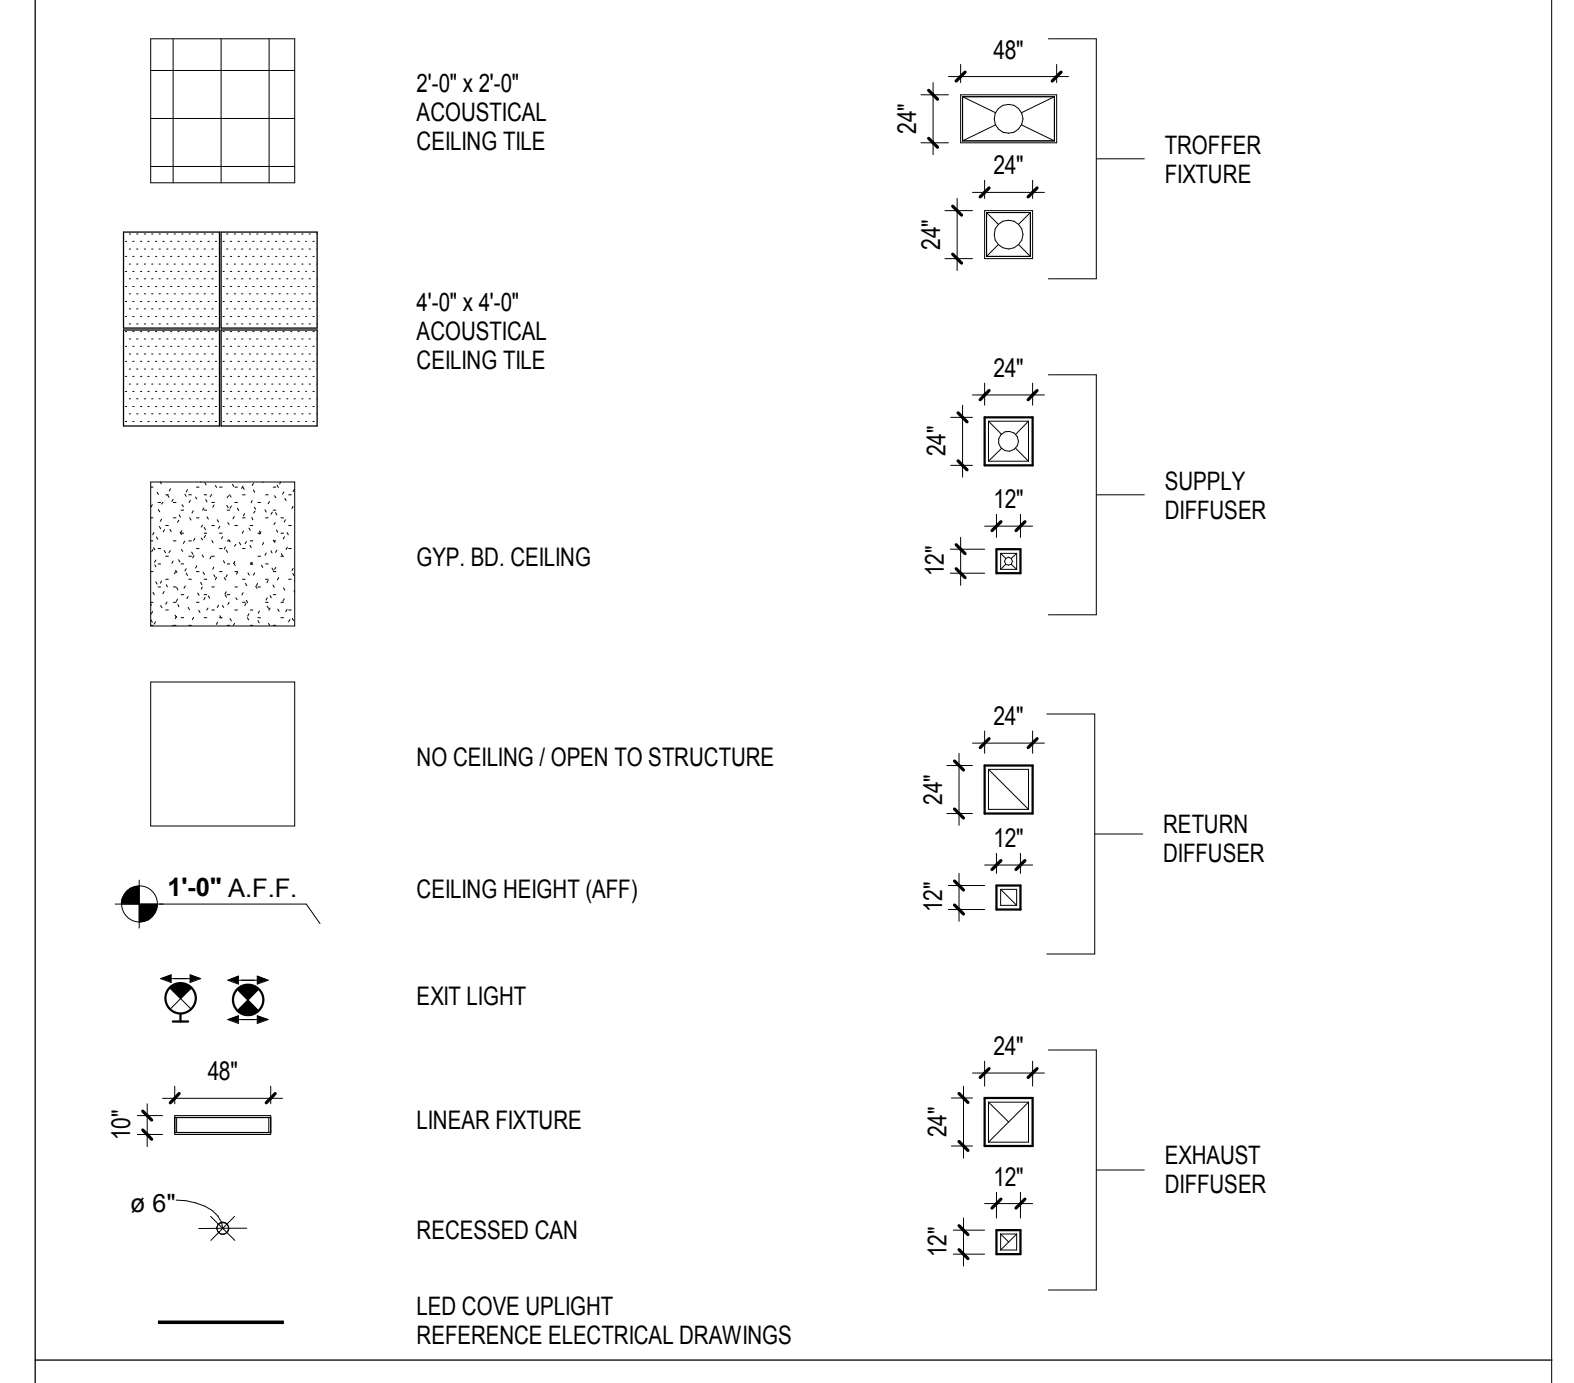 2'-0" x 2'-0"
ACOUSTICAL
CEILING TILE
4'-0" x 4'-0"
ACOUSTICAL
CEILING TILE
GYP. BD. CEILING
NO CEILING / OPEN TO STRUCTURE
1'-0" A.F.F.
CEILING HEIGHT (AFF)
EXIT LIGHT
48"
10"
LINEAR FIXTURE
ø 6"
RECESSED CAN
LED COVE UPLIGHT
REFERENCE ELECTRICAL DRAWINGS
48"
24"
24"
24"
TROFFER
FIXTURE
24"
24"
12"
12"
SUPPLY
DIFFUSER
24"
24"
12"
12"
RETURN
DIFFUSER
24"
24"
12"
12"
EXHAUST
DIFFUSER